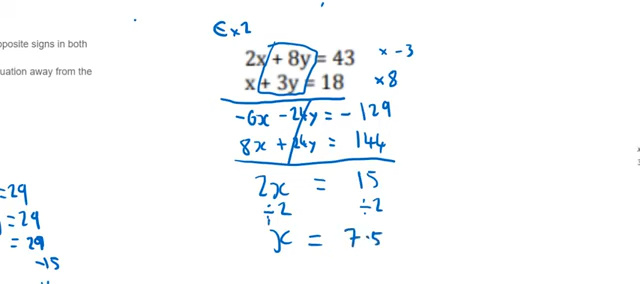 Ex2
pposite signs in both
2x + 8y = 43 x -3
uation away from the
x + 3y = 18 x8
-6x - 24y = - 129
8x + 24y = 144
=29
2x = 15
= 29
÷2 ÷2
= 29
x = 7.5
-15